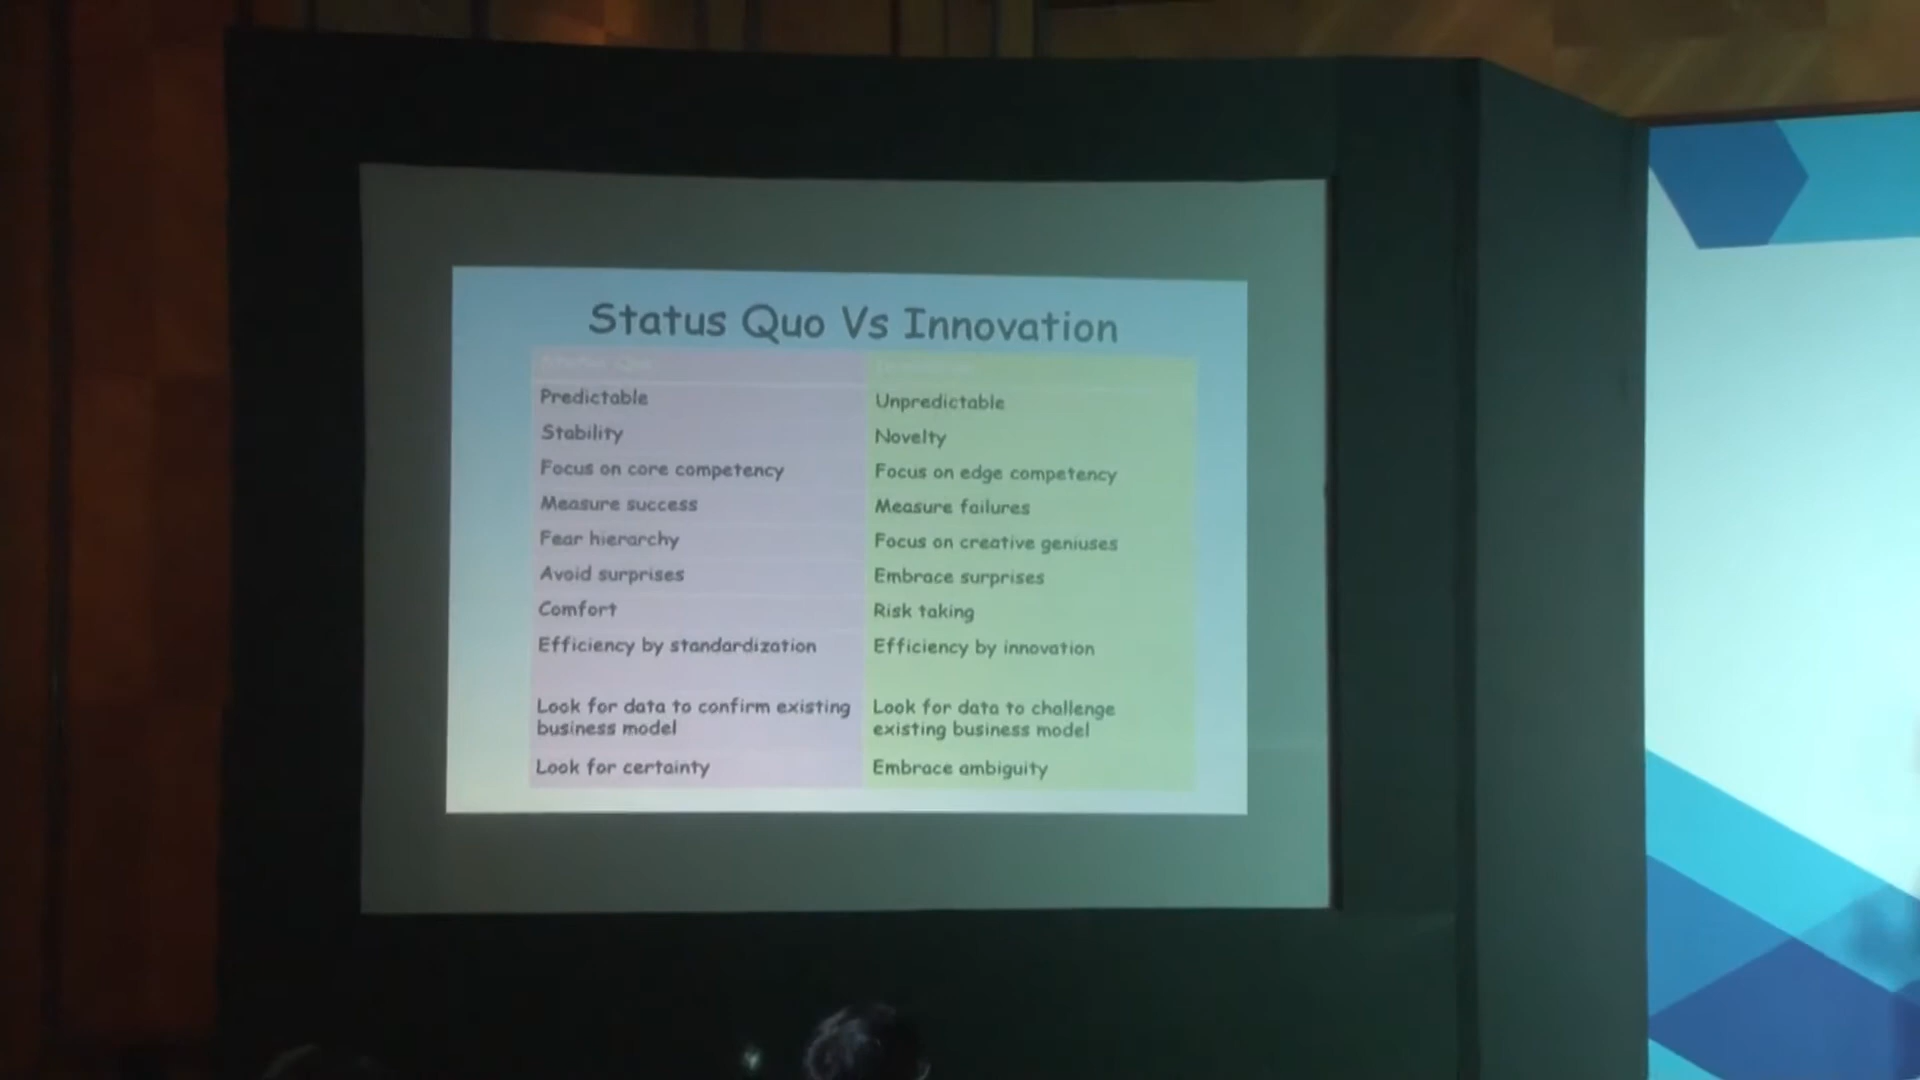 Status Quo Vs Innovation
Status Quo
Predictable Unpredictable
Stability Novelty
Focus on core competency Focus on edge competency
Measure success Measure failures
Fear hierarchy Focus on creative geniuses
Avoid surprises Embrace surprises
Comfort Risk taking
Efficiency by standardization Efficiency by innovation
Look for data to confirm existing Look for data to challenge
business model existing business model
Look for certainty Embrace ambiguity